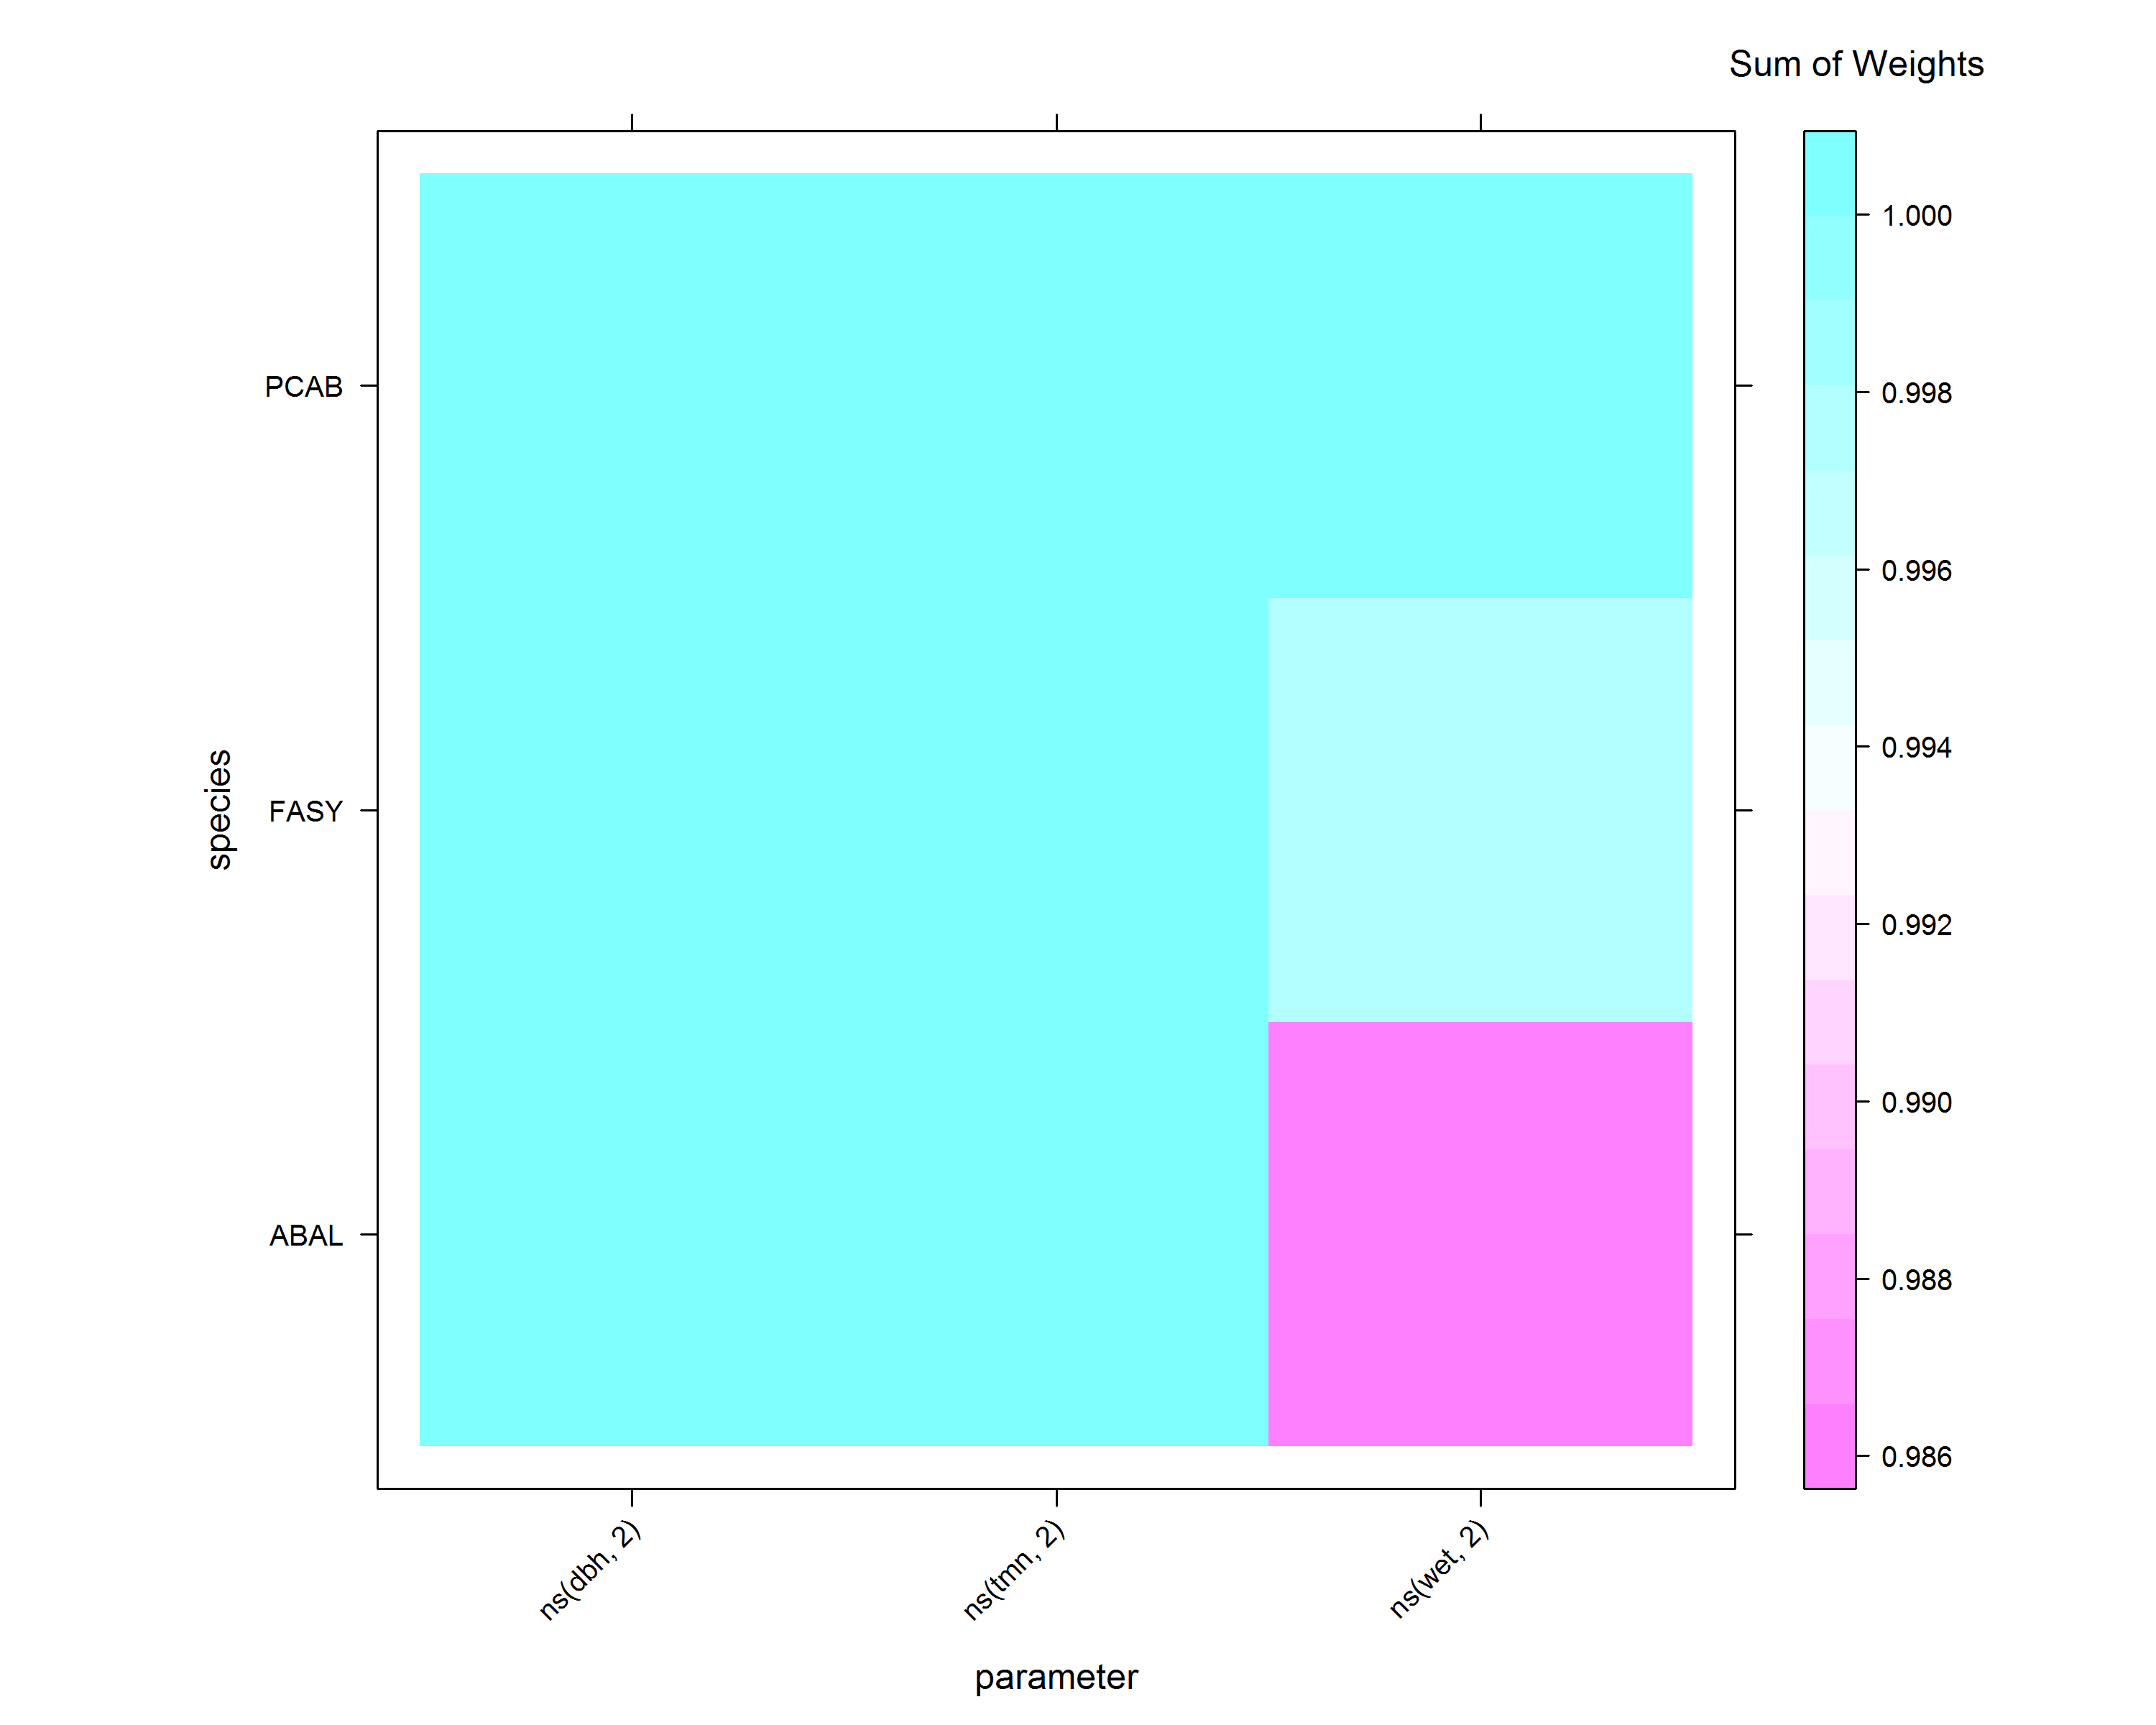 Sum of Weights
1.000
0.998
0.996
0.994
0.992
0.990
0.988
0.986
species
PCAB
FASY
ABAL
ns(dbh, 2)
ns(tmn, 2)
ns(wet, 2)
parameter